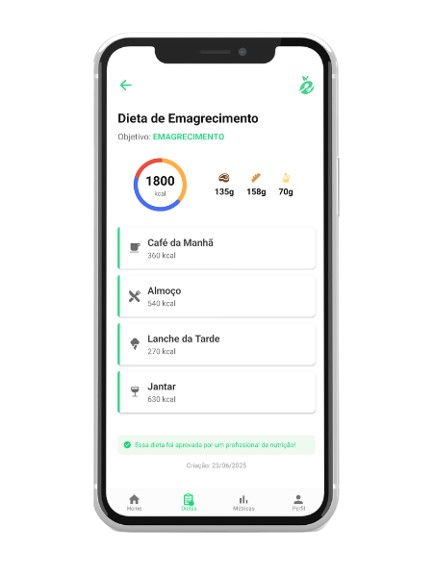 Dieta de Emagrecimento
Objetivo: EMAGRECIMENTO
1800
kcal
135g 158g 70g
Café da Manhã
360 kcal
Almoço
540 kcal
Lanche da Tarde
270 kcal
Jantar
630 kcal
Essa dieta foi aprovada por um profissional de nutrição!
Criação: 23/06/2025
Home Dietas Métricas Perfil